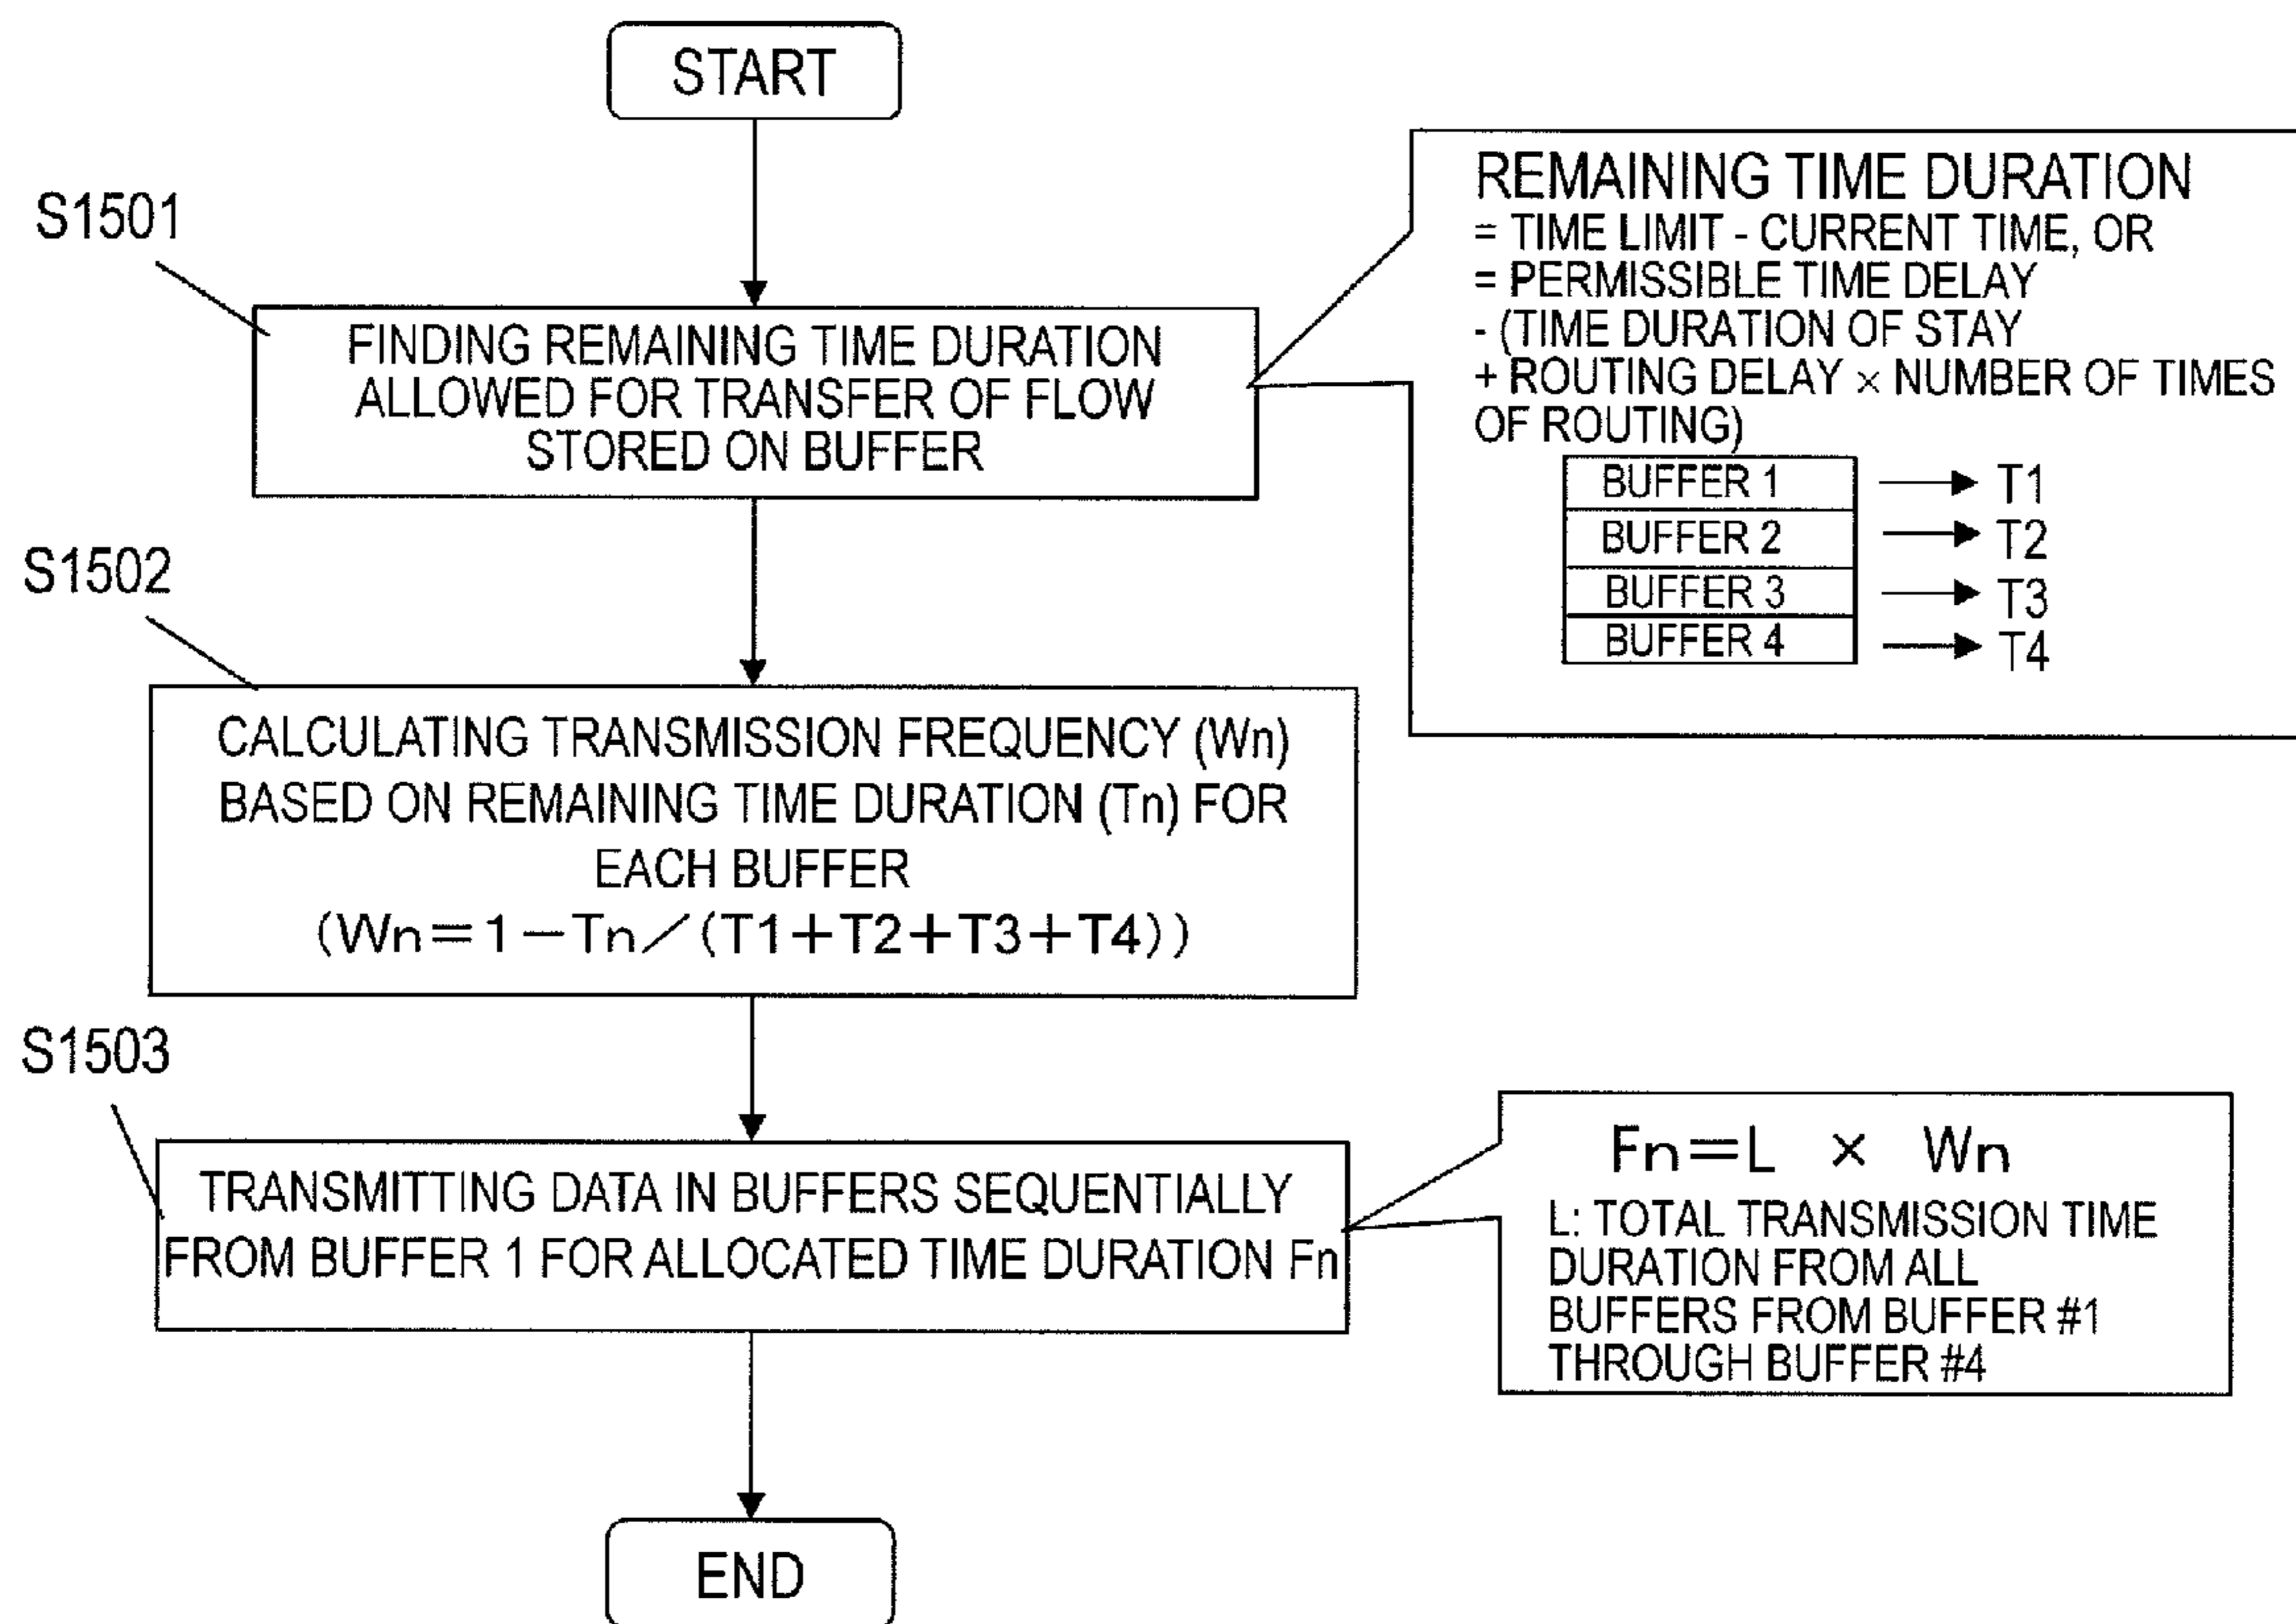 START
S1501
FINDING REMAINING TIME DURATION
ALLOWED FOR TRANSFER OF FLOW
STORED ON BUFFER
REMAINING TIME DURATION
= TIME LIMIT - CURRENT TIME, OR
= PERMISSIBLE TIME DELAY
- (TIME DURATION OF STAY
+ ROUTING DELAY × NUMBER OF TIMES
OF ROUTING)
BUFFER 1 T1
BUFFER 2 T2
BUFFER 3 T3
BUFFER 4 T4
S1502
CALCULATING TRANSMISSION FREQUENCY (Wn)
BASED ON REMAINING TIME DURATION (Tn) FOR
EACH BUFFER
(Wn=1-Tn/(T1+T2+T3+T4))
S1503
TRANSMITTING DATA IN BUFFERS SEQUENTIALLY
FROM BUFFER 1 FOR ALLOCATED TIME DURATION Fn
Fn=L × Wn
L: TOTAL TRANSMISSION TIME
DURATION FROM ALL
BUFFERS FROM BUFFER #1
THROUGH BUFFER #4
END